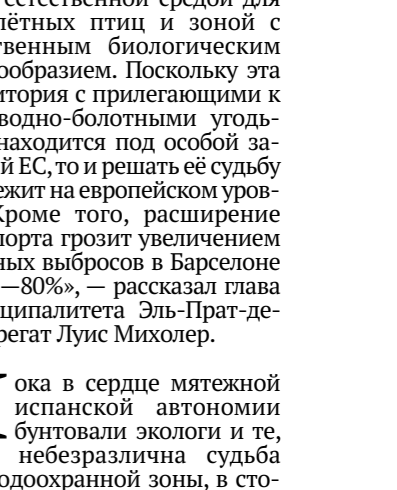 естественной средой для
лётных птиц и зоной с
твенным биологическим
ообразием. Поскольку эта
итория с прилегающими к
водно-болотными угодь-
находится под особой за-
й ЕС, то и решать её судьбу
ежит на европейском уров-
Кроме того, расширение
порта грозит увеличением
ных выбросов в Барселоне
—80%», — рассказал глава
ципалитета Эль-Прат-де-
регат Луис Михолер.
ока в сердце мятежной
испанской автономии
бунтовали экологи и те,
небезразлична судьба
одоохранной зоны, в сто-